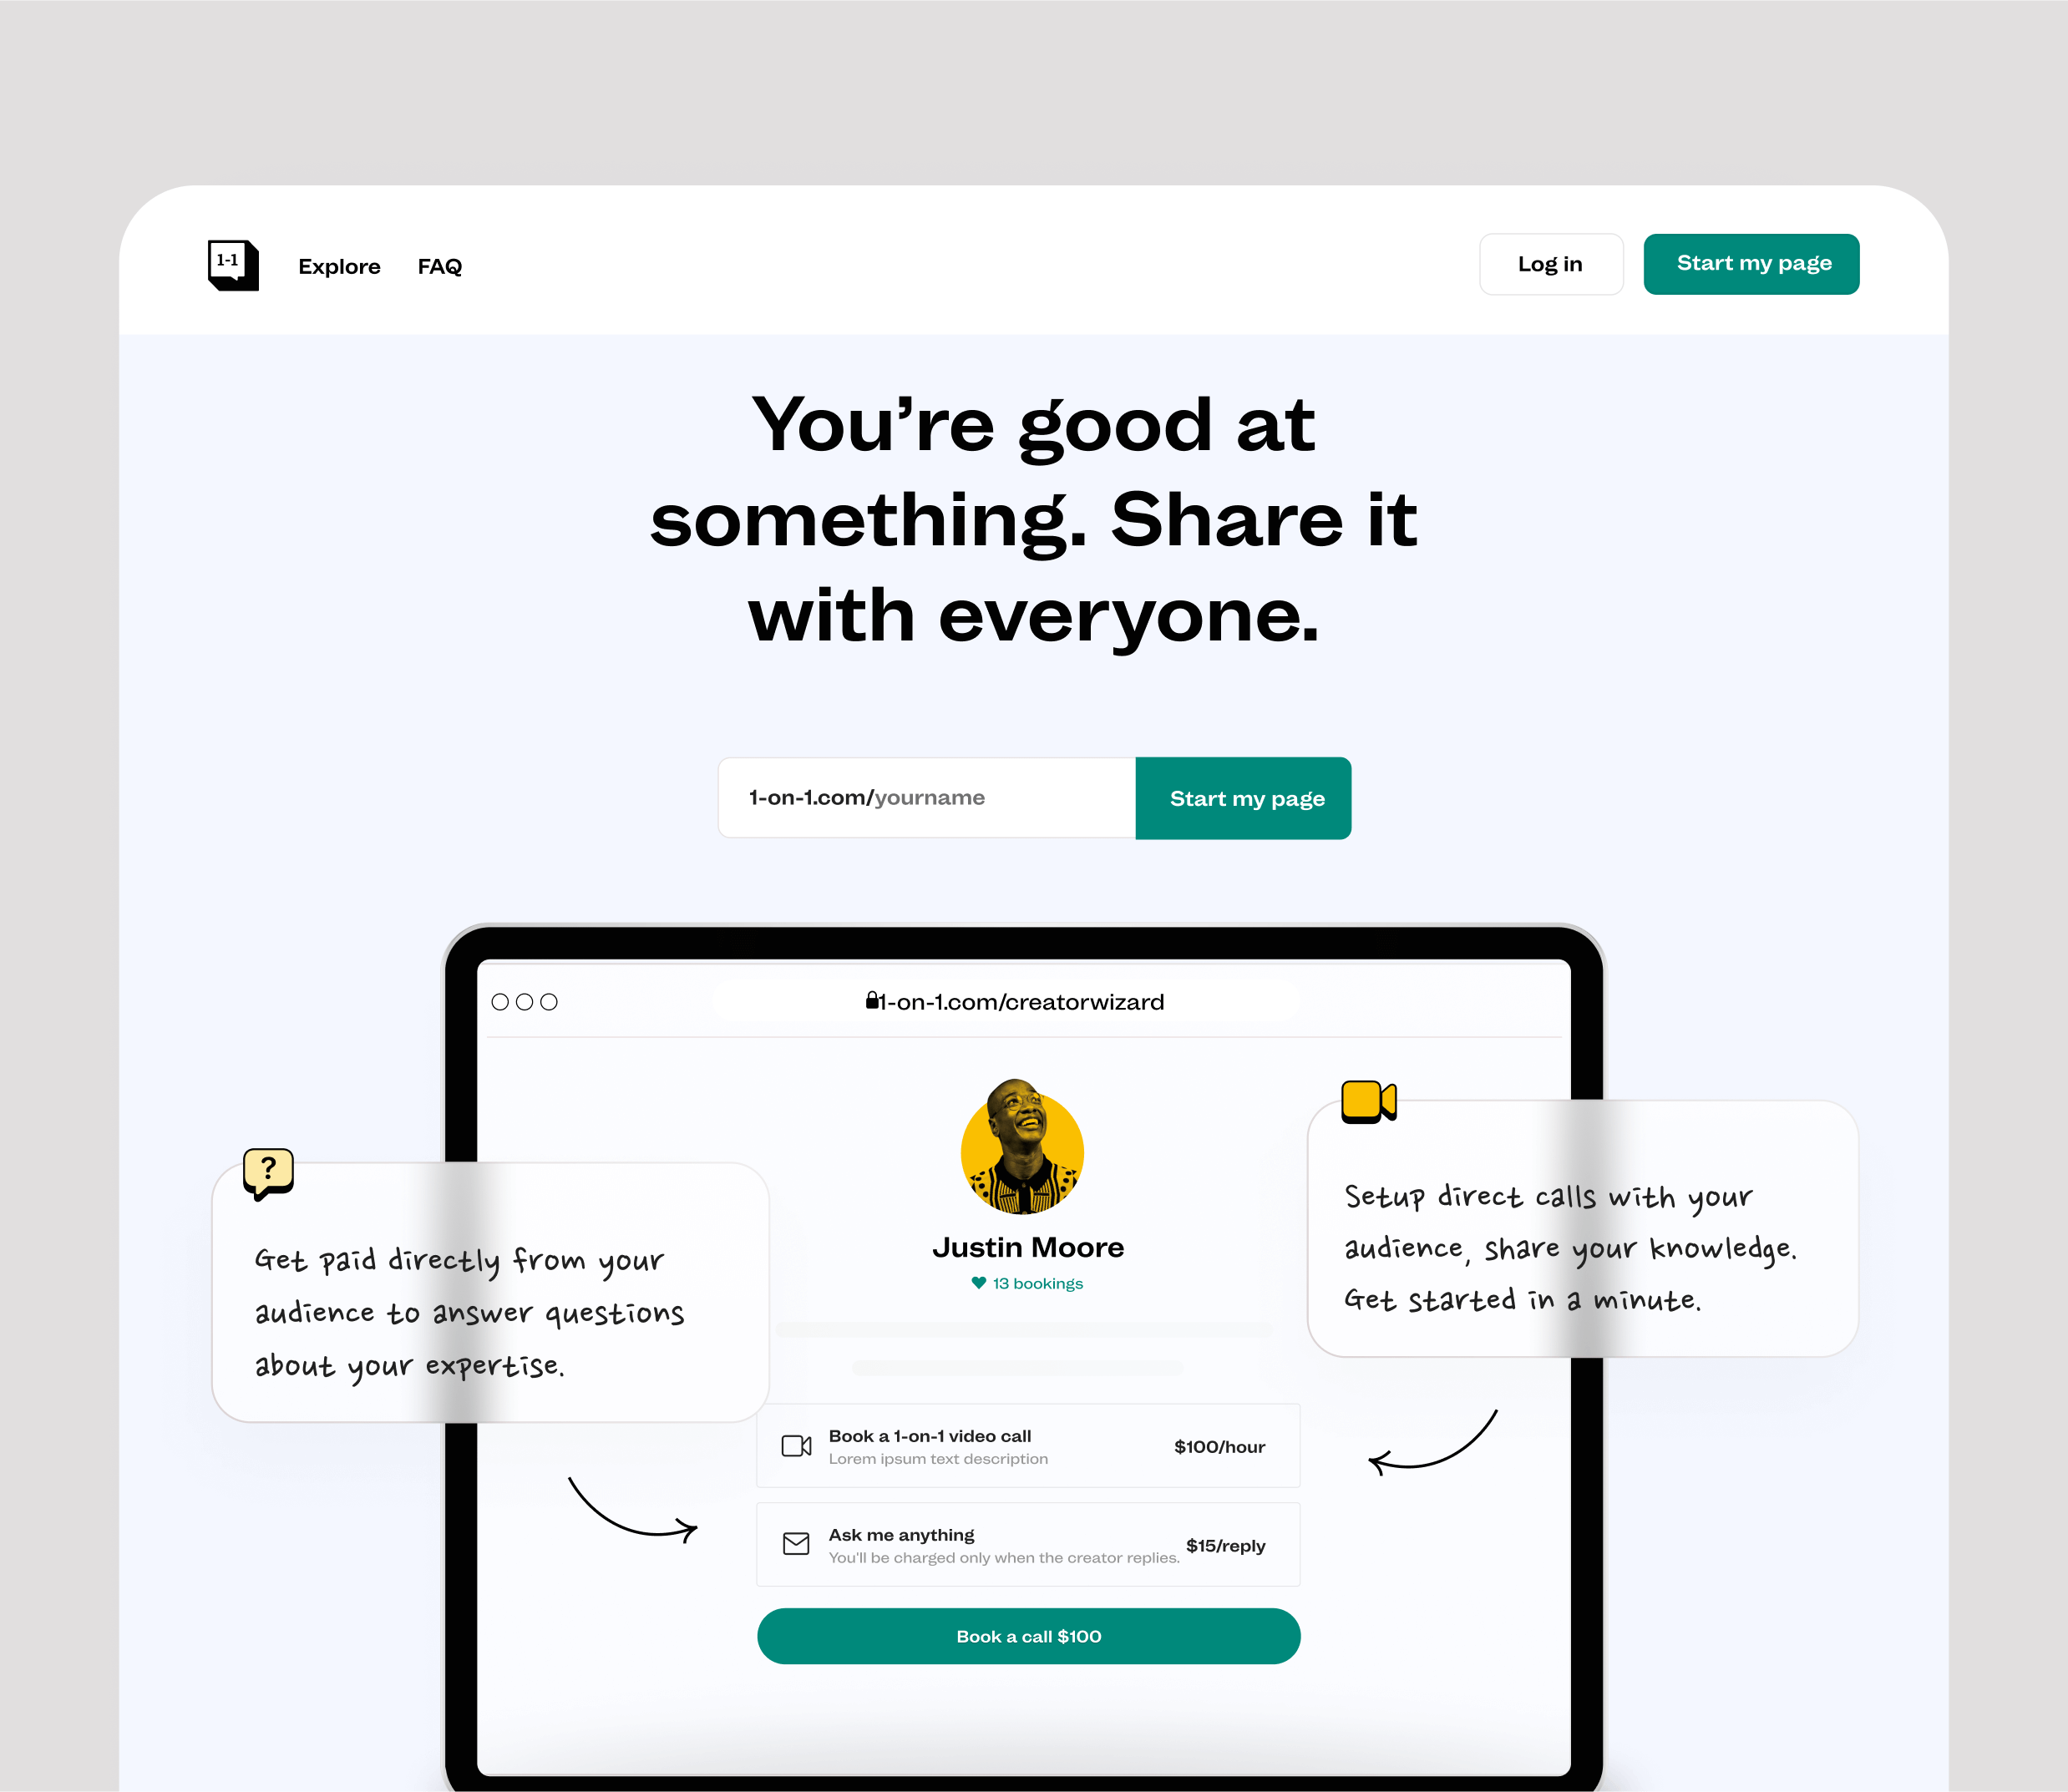 1-1
Explore
FAQ
Log in
Start my page
You’re good at
something. Share it
with everyone.
1-on-1.com/yourname
Start my page
1-on-1.com/creatorwizard
?
Get paid directly from your
audience to answer questions
about your expertise.
Setup direct calls with your
audience, share your knowledge.
Get started in a minute.
Justin Moore
13 bookings
Book a 1-on-1 video call
Lorem ipsum text description
$100/hour
Ask me anything
You'll be charged only when the creator replies.
$15/reply
Book a call $100